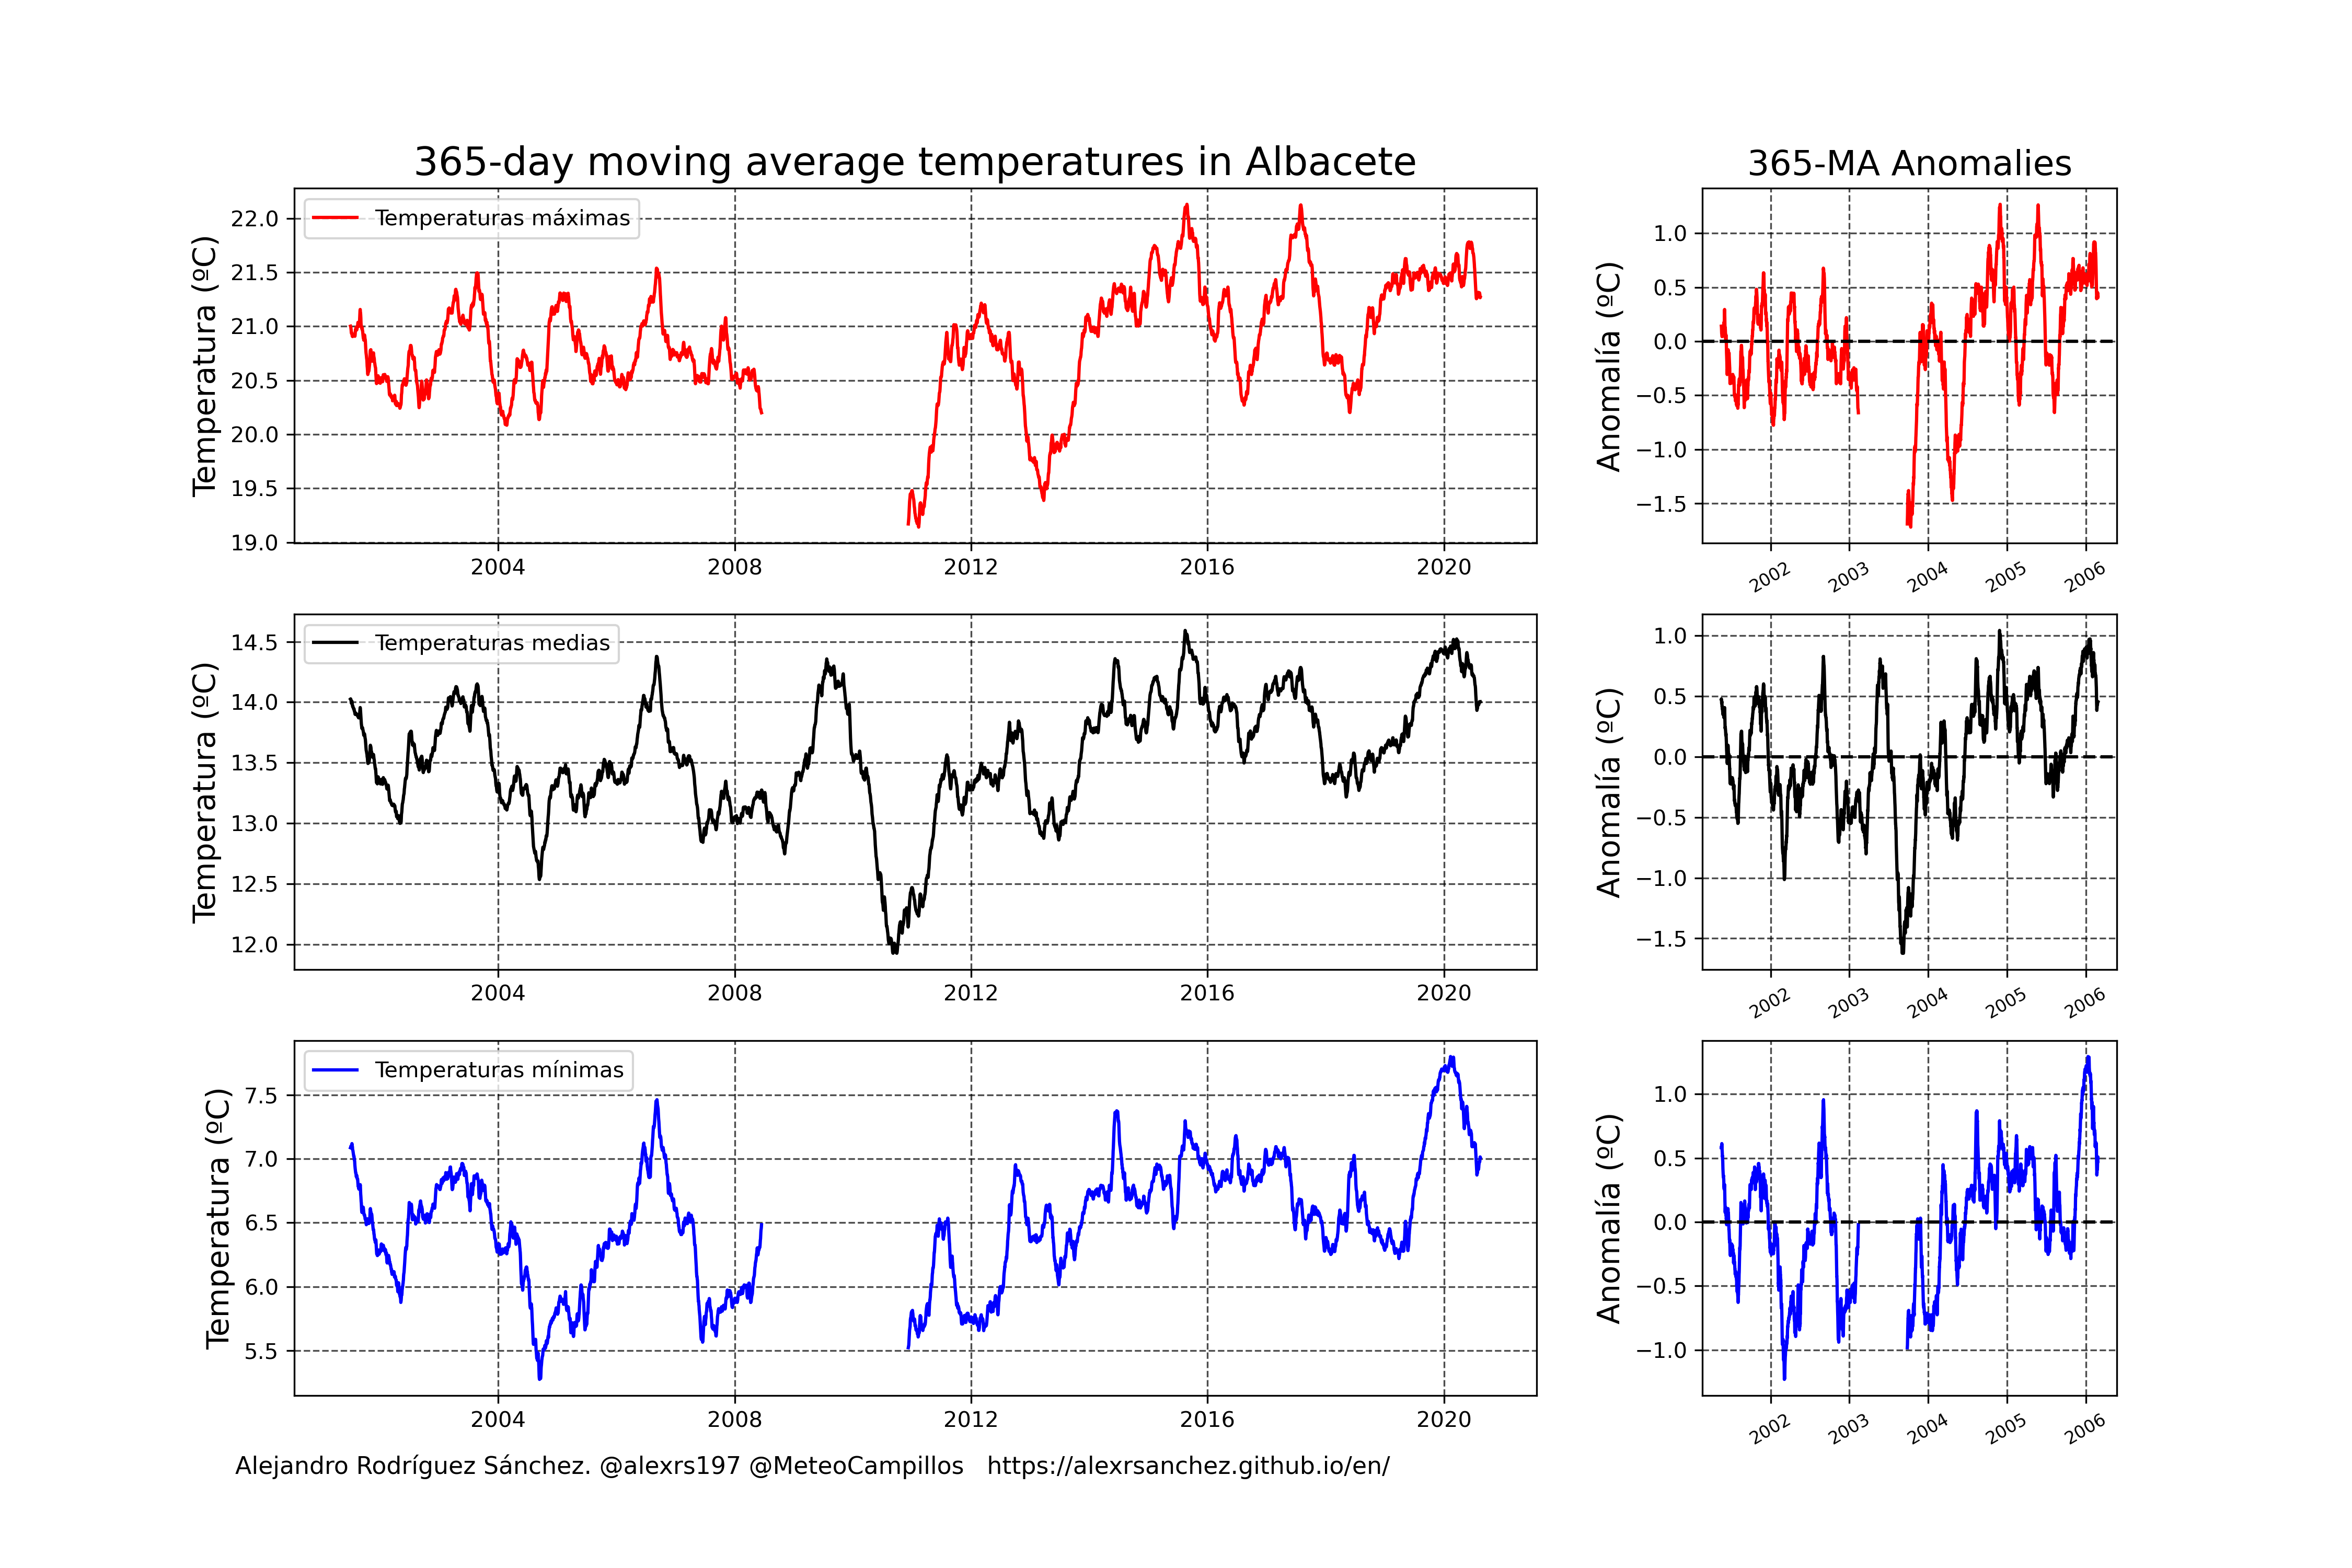 365-day moving average temperatures in Albacete
365-MA Anomalies
Temperatura (ºC)
22.0
21.5
21.0
20.5
20.0
19.5
19.0
Temperaturas máximas
2004 2008 2012 2016 2020
Anomalía (ºC)
1.0
0.5
0.0
−0.5
−1.0
−1.5
2002 2003 2004 2005 2006
Temperatura (ºC)
14.5
14.0
13.5
13.0
12.5
12.0
Temperaturas medias
2004 2008 2012 2016 2020
Anomalía (ºC)
1.0
0.5
0.0
−0.5
−1.0
−1.5
2002 2003 2004 2005 2006
Temperatura (ºC)
7.5
7.0
6.5
6.0
5.5
Temperaturas mínimas
2004 2008 2012 2016 2020
Anomalía (ºC)
1.0
0.5
0.0
−0.5
−1.0
2002 2003 2004 2005 2006
Alejandro Rodríguez Sánchez. @alexrs197 @MeteoCampillos https://alexrsanchez.github.io/en/